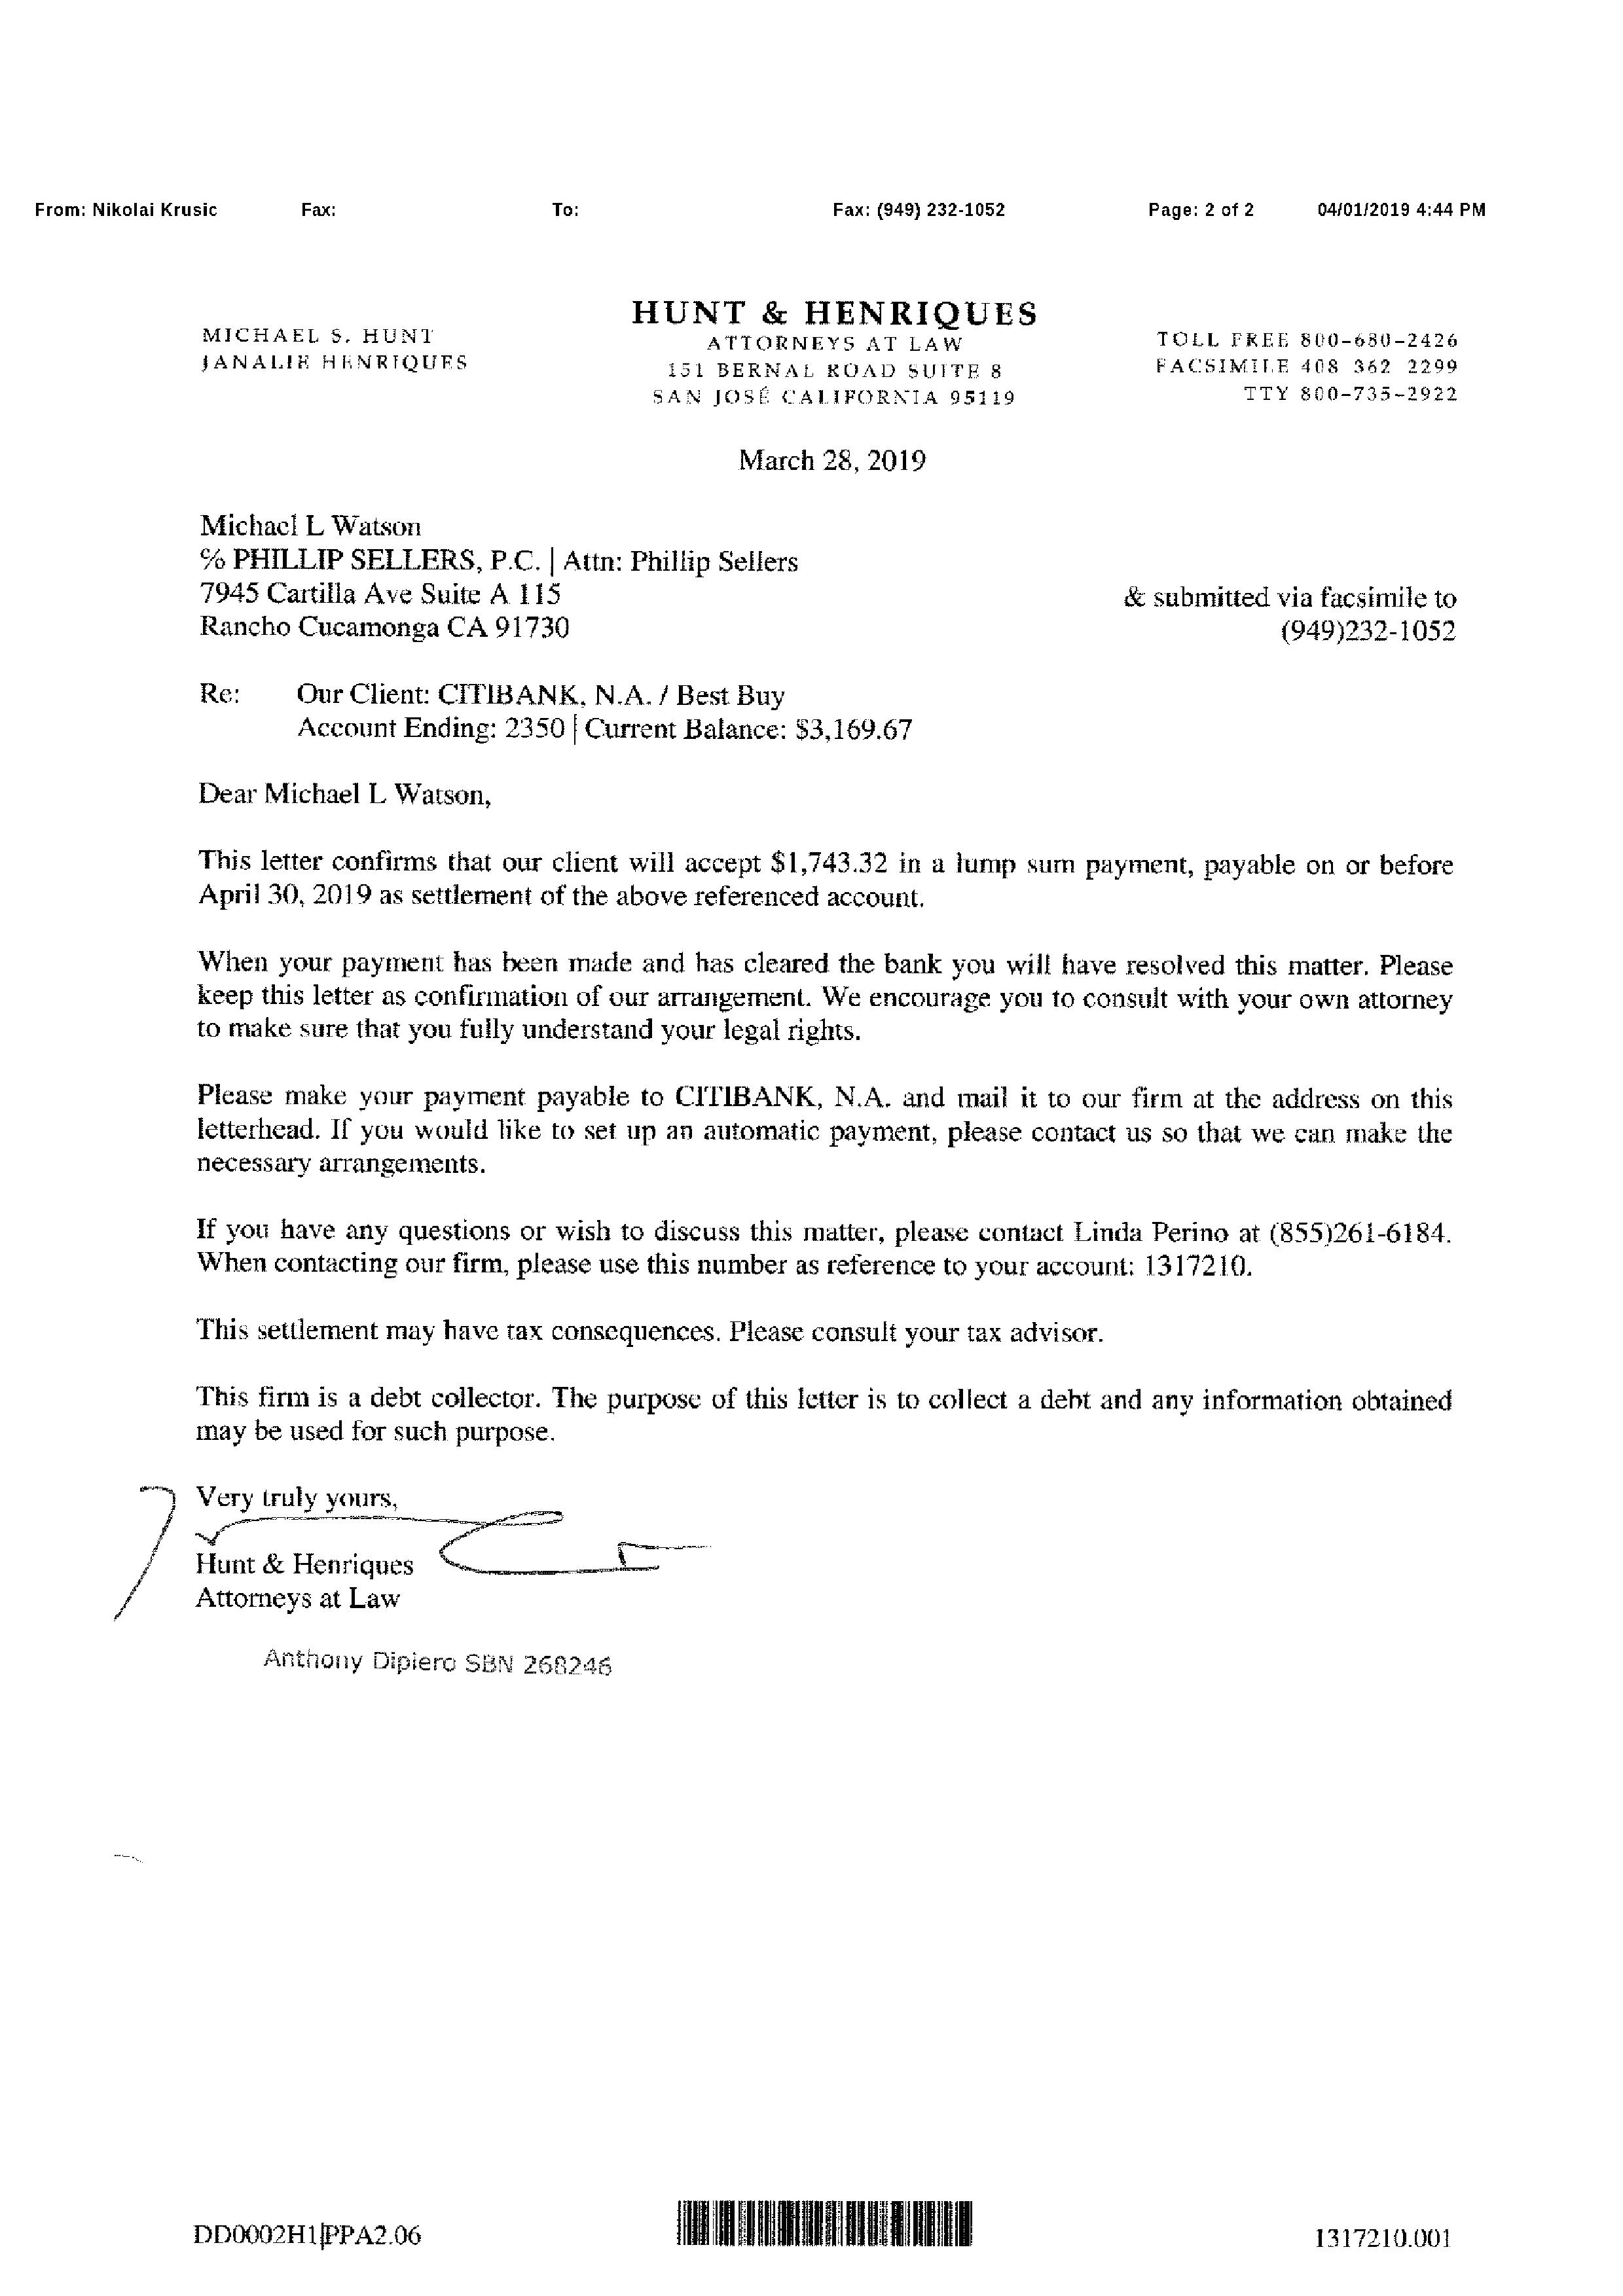 From: Nikolai Krusic Fax: To: Fax: (949) 232-1052 Page: 2 of 2 04/01/2019 4:44 PM
MICHAEL S. HUNT
JANALIE HENRIQUES
HUNT & HENRIQUES
ATTORNEYS AT LAW
151 BERNAL ROAD SUITE 8
SAN JOSÉ CALIFORNIA 95119
TOLL FREE 800-680-2426
FACSIMILE 408 362 2299
TTY 800-735-2922
March 28, 2019
Michael L Watson
% PHILLIP SELLERS, P.C. | Attn: Phillip Sellers
7945 Cartilla Ave Suite A 115
Rancho Cucamonga CA 91730
& submitted via facsimile to
(949)232-1052
Re: Our Client: CITIBANK, N.A. / Best Buy
Account Ending: 2350 | Current Balance: $3,169.67
Dear Michael L Watson,
This letter confirms that our client will accept $1,743.32 in a lump sum payment, payable on or before
April 30, 2019 as settlement of the above referenced account.
When your payment has been made and has cleared the bank you will have resolved this matter. Please
keep this letter as confirmation of our arrangement. We encourage you to consult with your own attorney
to make sure that you fully understand your legal rights.
Please make your payment payable to CITIBANK, N.A. and mail it to our firm at the address on this
letterhead. If you would like to set up an automatic payment, please contact us so that we can make the
necessary arrangements.
If you have any questions or wish to discuss this matter, please contact Linda Perino at (855)261-6184.
When contacting our firm, please use this number as reference to your account: 1317210.
This settlement may have tax consequences. Please consult your tax advisor.
This firm is a debt collector. The purpose of this letter is to collect a debt and any information obtained
may be used for such purpose.
Very truly yours,
Hunt & Henriques
Attorneys at Law
Anthony Dipiero SBN 268246
DD0002H1|PPA2.06
1317210.001